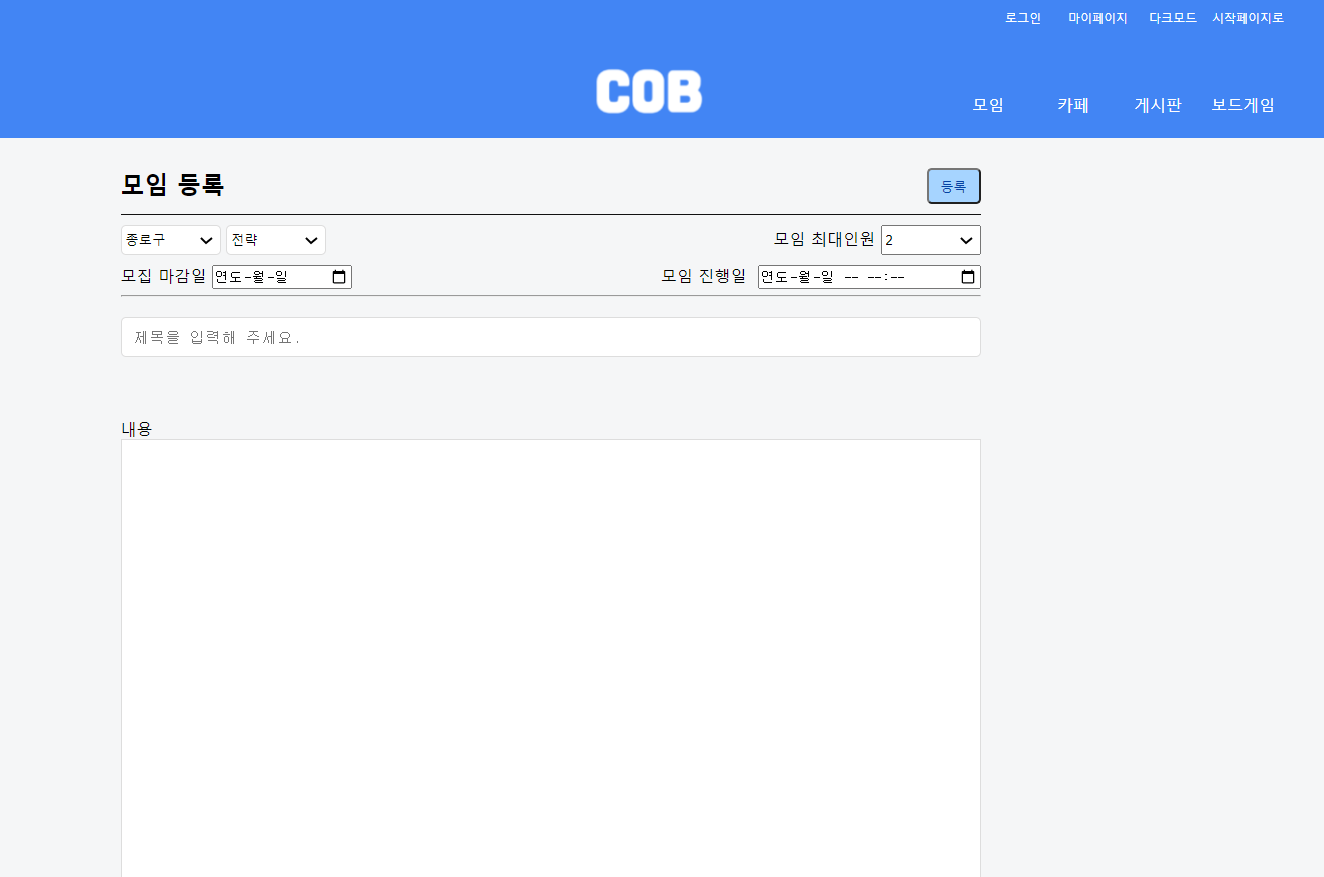 로그인 마이페이지 다크모드 시작페이지로
COB
모임 카페 게시판 보드게임
모임 등록 등록
종로구 전략 모임 최대인원 2
모집 마감일 연도-월-일 모임 진행일 연도-월-일 -- --:--
제목을 입력해 주세요.
내용